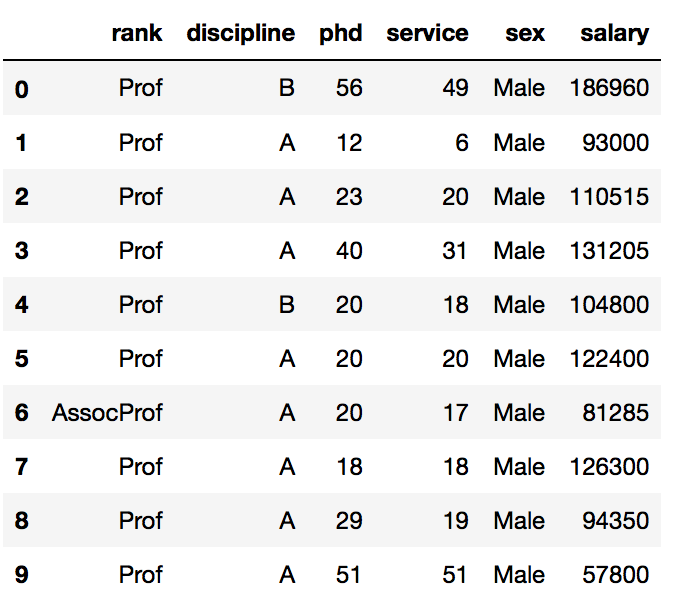 rank discipline phd service sex salary
0 Prof B 56 49 Male 186960
1 Prof A 12 6 Male 93000
2 Prof A 23 20 Male 110515
3 Prof A 40 31 Male 131205
4 Prof B 20 18 Male 104800
5 Prof A 20 20 Male 122400
6 AssocProf A 20 17 Male 81285
7 Prof A 18 18 Male 126300
8 Prof A 29 19 Male 94350
9 Prof A 51 51 Male 57800